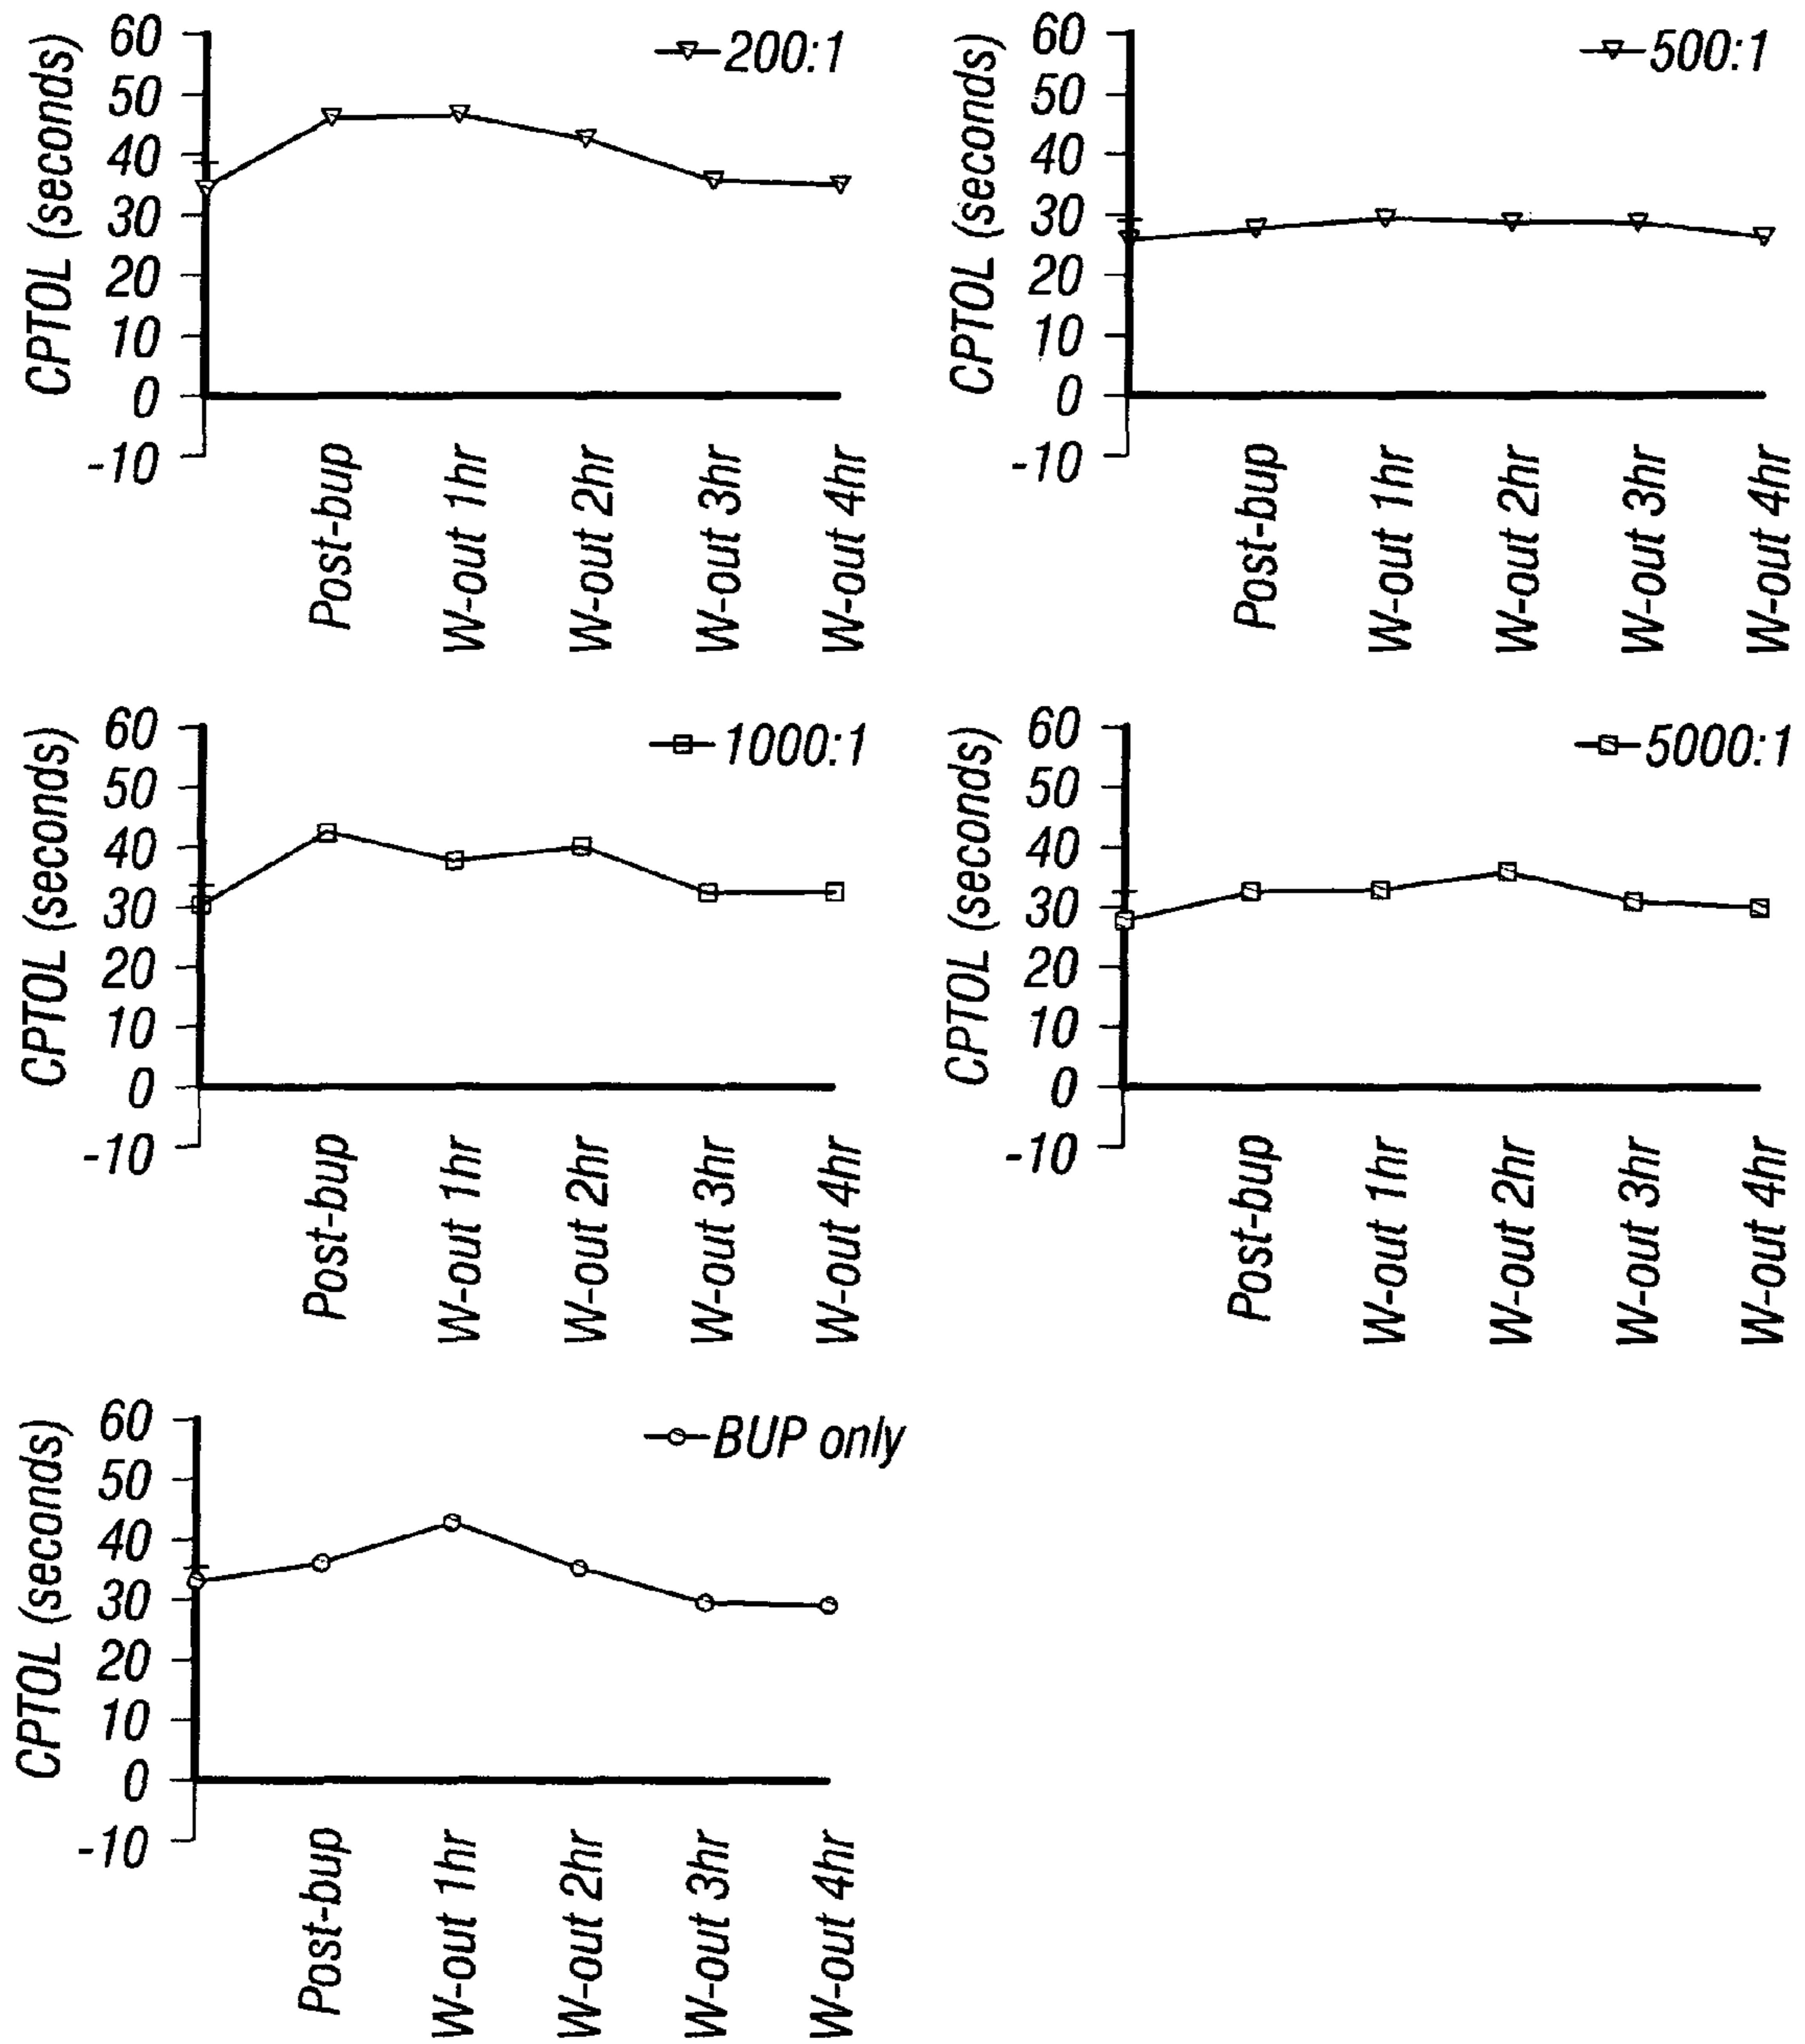 CPTOL (seconds)
60
50
40
30
20
10
0
-10
200:1
Post-bup
W-out 1hr
W-out 2hr
W-out 3hr
W-out 4hr
CPTOL (seconds)
60
50
40
30
20
10
0
-10
500:1
Post-bup
W-out 1hr
W-out 2hr
W-out 3hr
W-out 4hr
CPTOL (seconds)
60
50
40
30
20
10
0
-10
1000:1
Post-bup
W-out 1hr
W-out 2hr
W-out 3hr
W-out 4hr
CPTOL (seconds)
60
50
40
30
20
10
0
-10
5000:1
Post-bup
W-out 1hr
W-out 2hr
W-out 3hr
W-out 4hr
CPTOL (seconds)
60
50
40
30
20
10
0
-10
BUP only
Post-bup
W-out 1hr
W-out 2hr
W-out 3hr
W-out 4hr